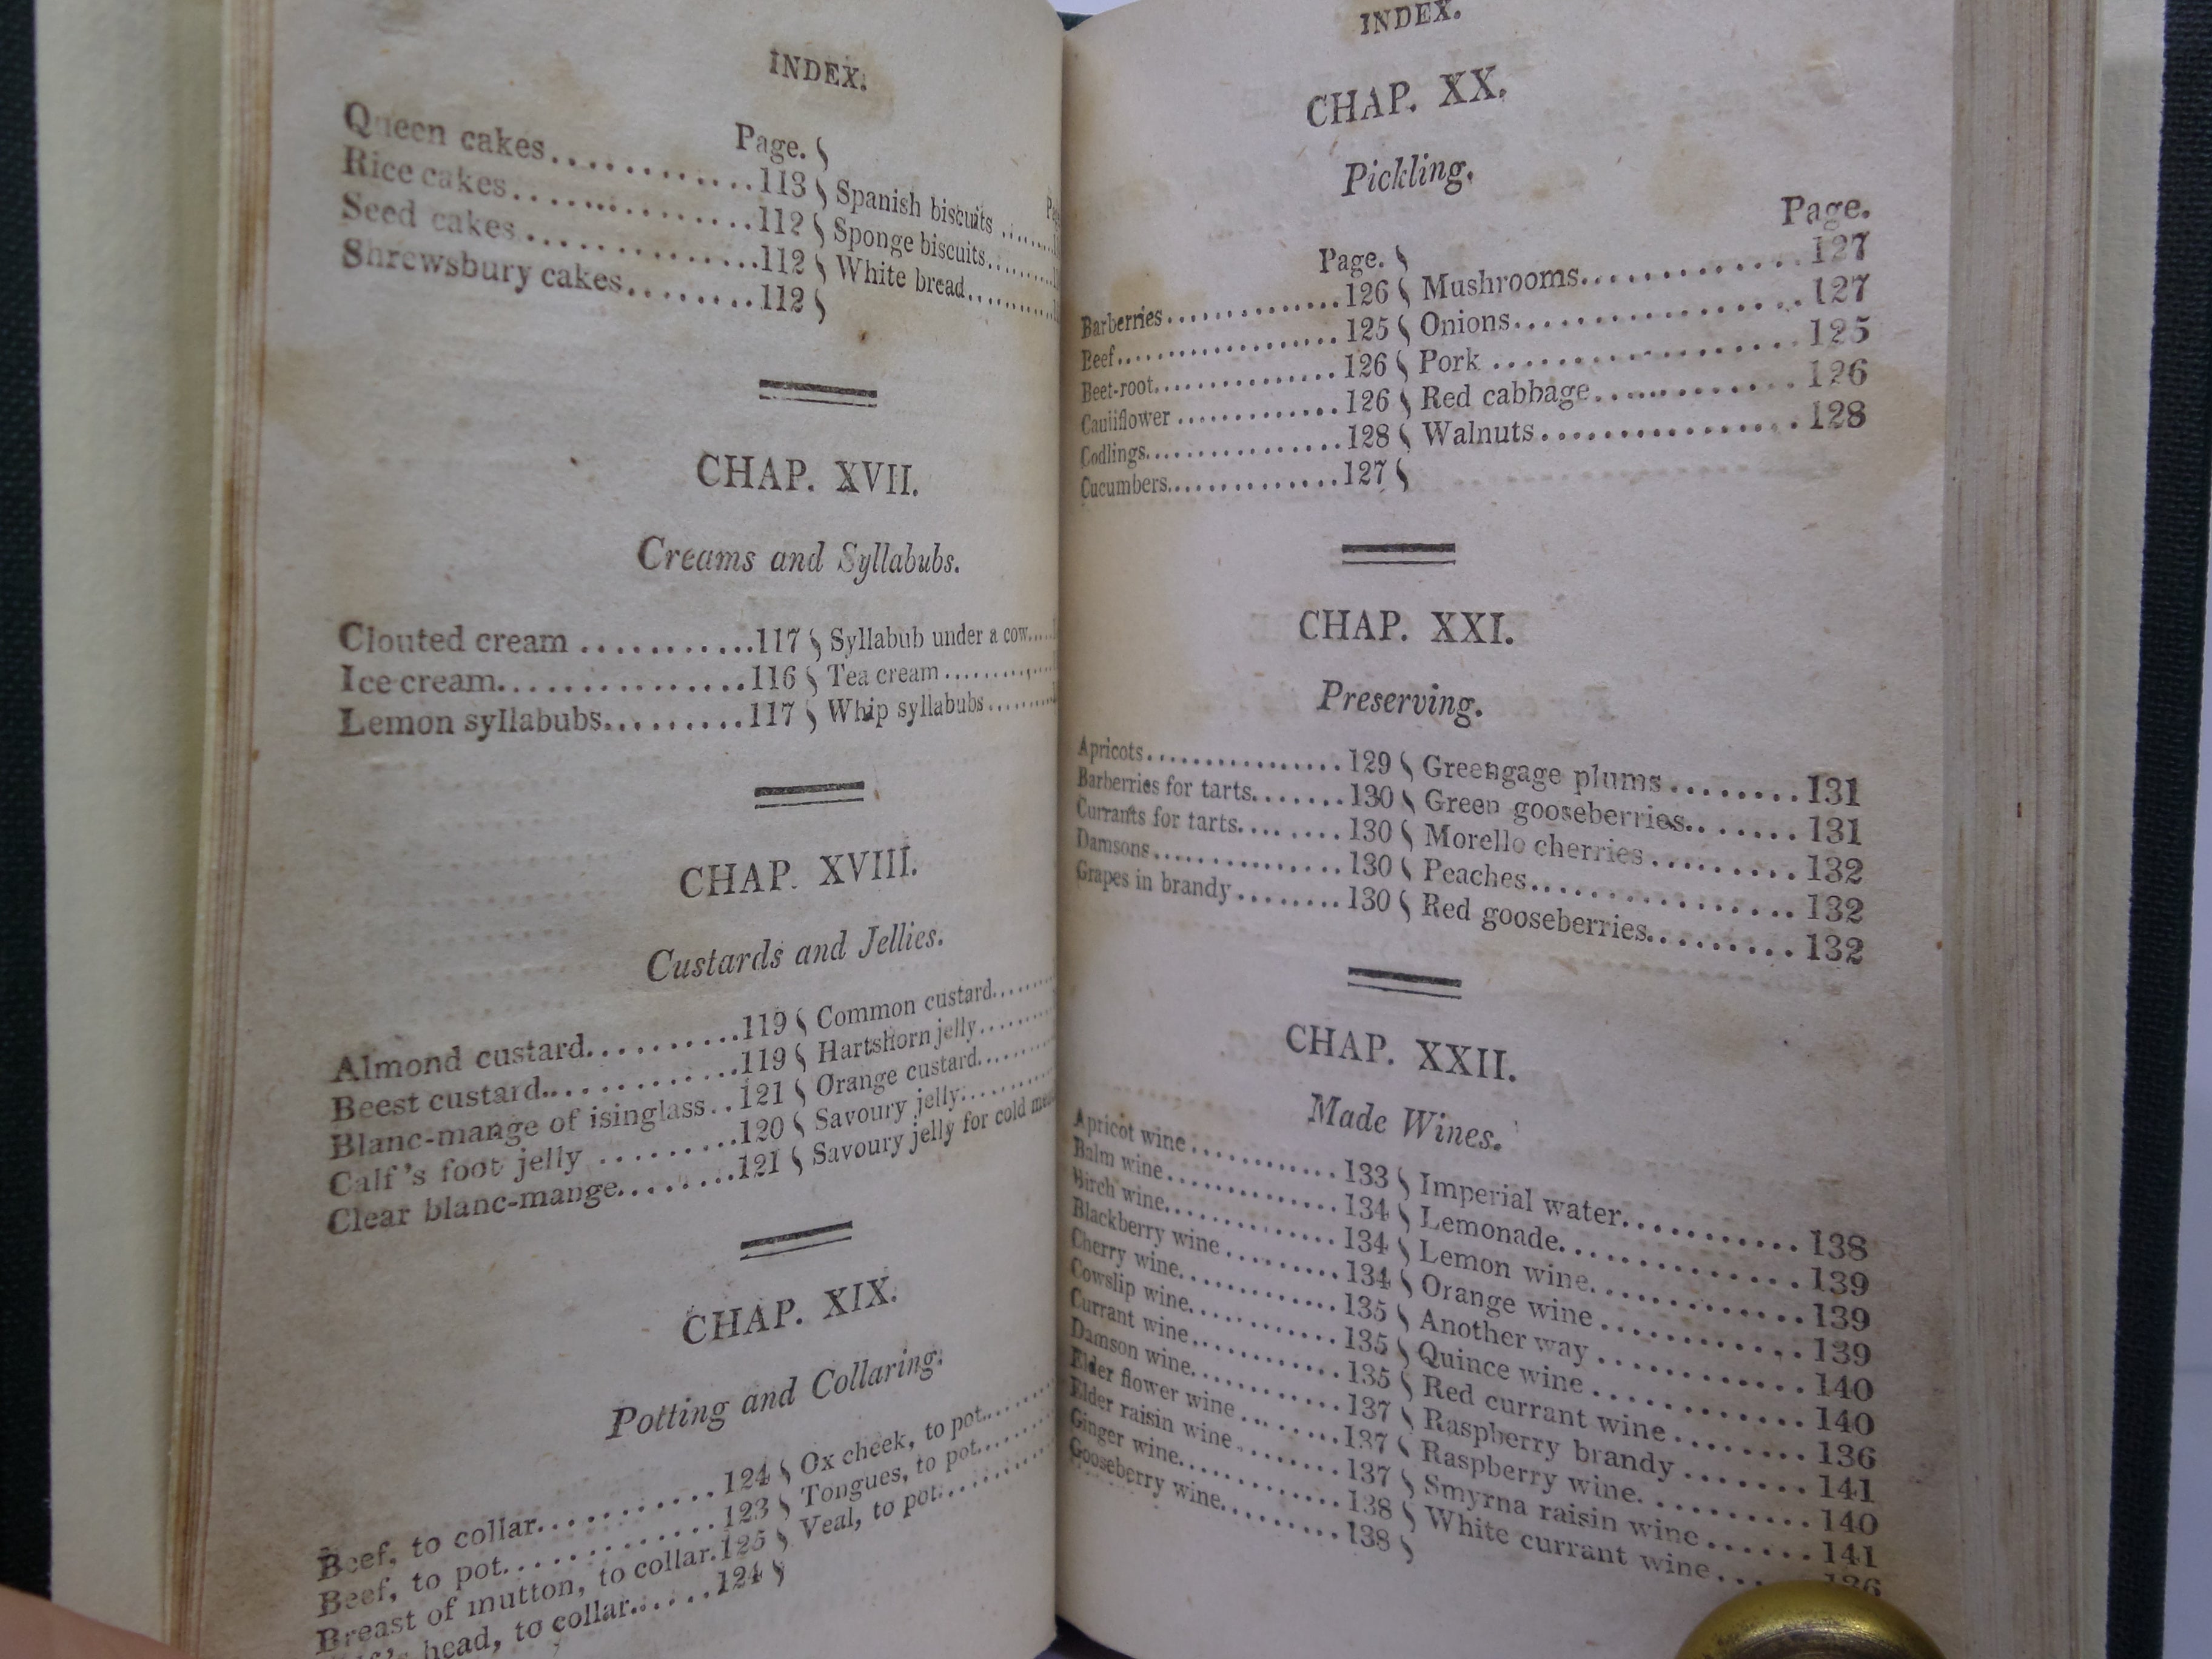 INDEX.
Page.
Queen cakes............113
Rice cakes................112
Seed cakes..............112
Shrewsbury cakes........112
Spanish biscuits
Sponge biscuits
White bread
CHAP. XVII.
Creams and Syllabubs.
Clouted cream ...........117
Ice cream................116
Lemon syllabubs.........117
Syllabub under a cow
Tea cream
Whip syllabubs
CHAP. XVIII.
Custards and Jellies.
Almond custard..........119
Beest custard.............119
Blanc-mange of isinglass..121
Calf's foot jelly .........120
Clear blanc-mange........121
Common custard
Hartshorn jelly
Orange custard
Savoury jelly
Savoury jelly for cold
CHAP. XIX.
Potting and Collaring.
Beef, to collar...........124
Beef, to pot............123
Breast of mutton, to collar.125
head, to collar.......124
Ox cheek, to pot
Tongues, to pot
Veal, to pot
INDEX.
CHAP. XX.
Pickling.
Page.
Barberries..............126
Beef...................125
Beet-root..............126
Cauliflower ............126
Codlings...............128
Cucumbers.............127
Page.
Mushrooms.............127
Onions.................127
Pork .................125
Red cabbage............126
Walnuts................128
CHAP. XXI.
Preserving.
Apricots...............129
Barberries for tarts.......130
Currants for tarts........130
Damsons..............130
Grapes in brandy........130
Greengage plums........131
Green gooseberries.......131
Morello cherries.........132
Peaches...............132
Red gooseberries.........132
CHAP. XXII.
Made Wines.
Apricot wine...........133
Balm wine.............134
Birch wine.............134
Blackberry wine........134
Cherry wine............135
Cowslip wine...........135
Currant wine...........135
Damson wine...........137
Elder flower wine.......137
Elder raisin wine........137
Ginger wine............138
Gooseberry wine.........138
Imperial water...........138
Lemonade..............139
Lemon wine.............139
Orange wine...........139
Another way...........140
Quince wine............140
Red currant wine........136
Raspberry brandy.......141
Raspberry wine.........140
Smyrna raisin wine......141
White currant wine...136